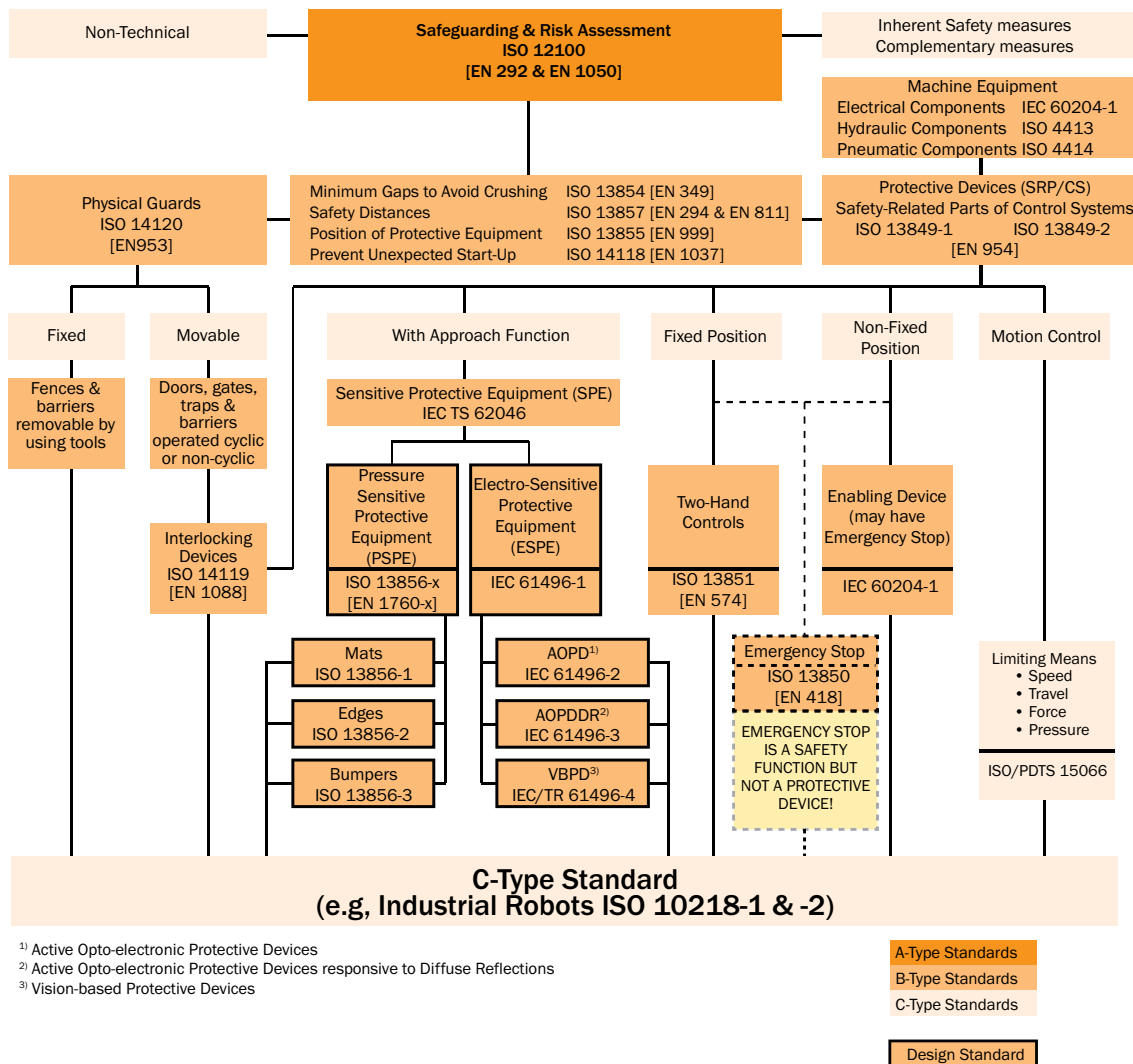 Non-Technical
Safeguarding & Risk Assessment
ISO 12100
[EN 292 & EN 1050]
Inherent Safety measures
Complementary measures
Machine Equipment
Electrical Components IEC 60204-1
Hydraulic Components ISO 4413
Pneumatic Components ISO 4414
Physical Guards
ISO 14120
[EN953]
Minimum Gaps to Avoid Crushing ISO 13854 [EN 349]
Safety Distances ISO 13857 [EN 294 & EN 811]
Position of Protective Equipment ISO 13855 [EN 999]
Prevent Unexpected Start-Up ISO 14118 [EN 1037]
Protective Devices (SRP/CS)
Safety-Related Parts of Control Systems
ISO 13849-1 ISO 13849-2
[EN 954]
Fixed
Movable
With Approach Function
Fixed Position
Non-Fixed
Position
Motion Control
Fences &
barriers
removable by
using tools
Doors, gates,
traps &
barriers
operated cyclic
or non-cyclic
Sensitive Protective Equipment (SPE)
IEC TS 62046
Pressure
Sensitive
Protective
Equipment
(PSPE)
ISO 13856-x
[EN 1760-x]
Electro-Sensitive
Protective
Equipment
(ESPE)
IEC 61496-1
Two-Hand
Controls
ISO 13851
[EN 574]
Enabling Device
(may have
Emergency Stop)
IEC 60204-1
Interlocking
Devices
ISO 14119
[EN 1088]
Mats
ISO 13856-1
Edges
ISO 13856-2
Bumpers
ISO 13856-3
AOPD1)
IEC 61496-2
AOPDDR2)
IEC 61496-3
VBPD3)
IEC/TR 61496-4
Emergency Stop
ISO 13850
[EN 418]
EMERGENCY STOP
IS A SAFETY
FUNCTION BUT
NOT A PROTECTIVE
DEVICE!
Limiting Means
• Speed
• Travel
• Force
• Pressure
ISO/PDTS 15066
C-Type Standard
(e.g, Industrial Robots ISO 10218-1 & -2)
1) Active Opto-electronic Protective Devices
2) Active Opto-electronic Protective Devices responsive to Diffuse Reflections
3) Vision-based Protective Devices
A-Type Standards
B-Type Standards
C-Type Standards
Design Standard